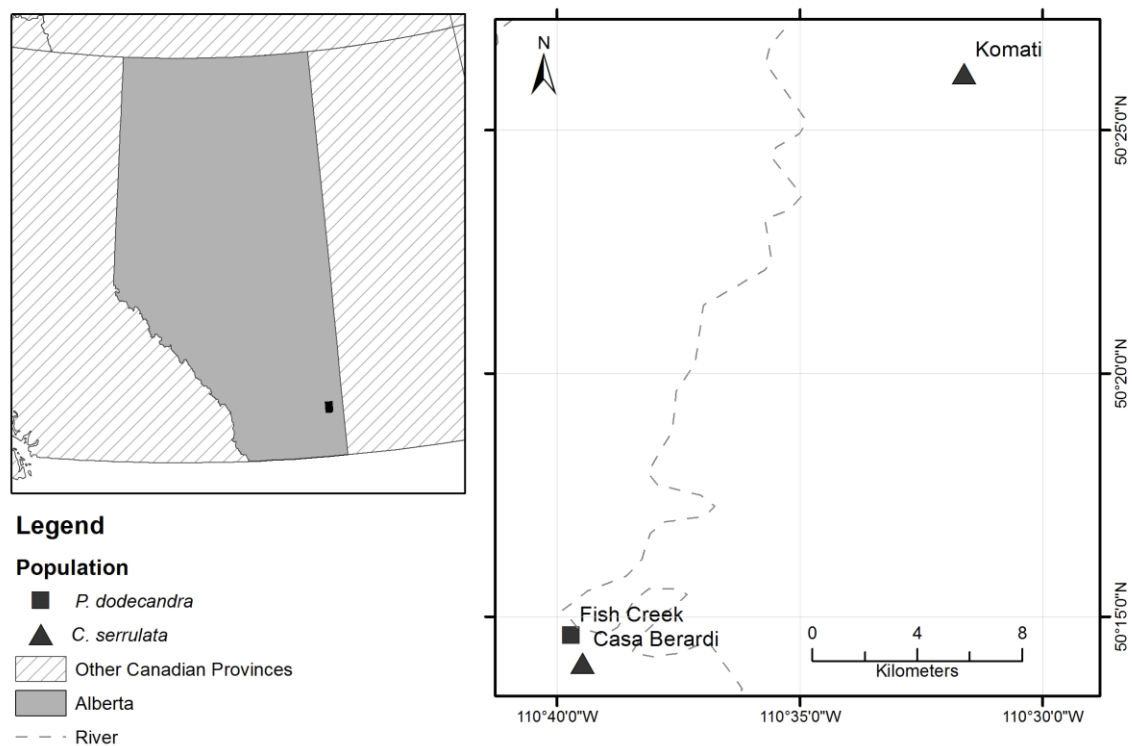 N
Komati
50°25'0"N
50°20'0"N
Fish Creek
50°15'0"N
Casa Berardi
0 4 8
Kilometers
110°40'0"W 110°35'0"W 110°30'0"W
Legend
Population
P. dodecandra
C. serrulata
Other Canadian Provinces
Alberta
River